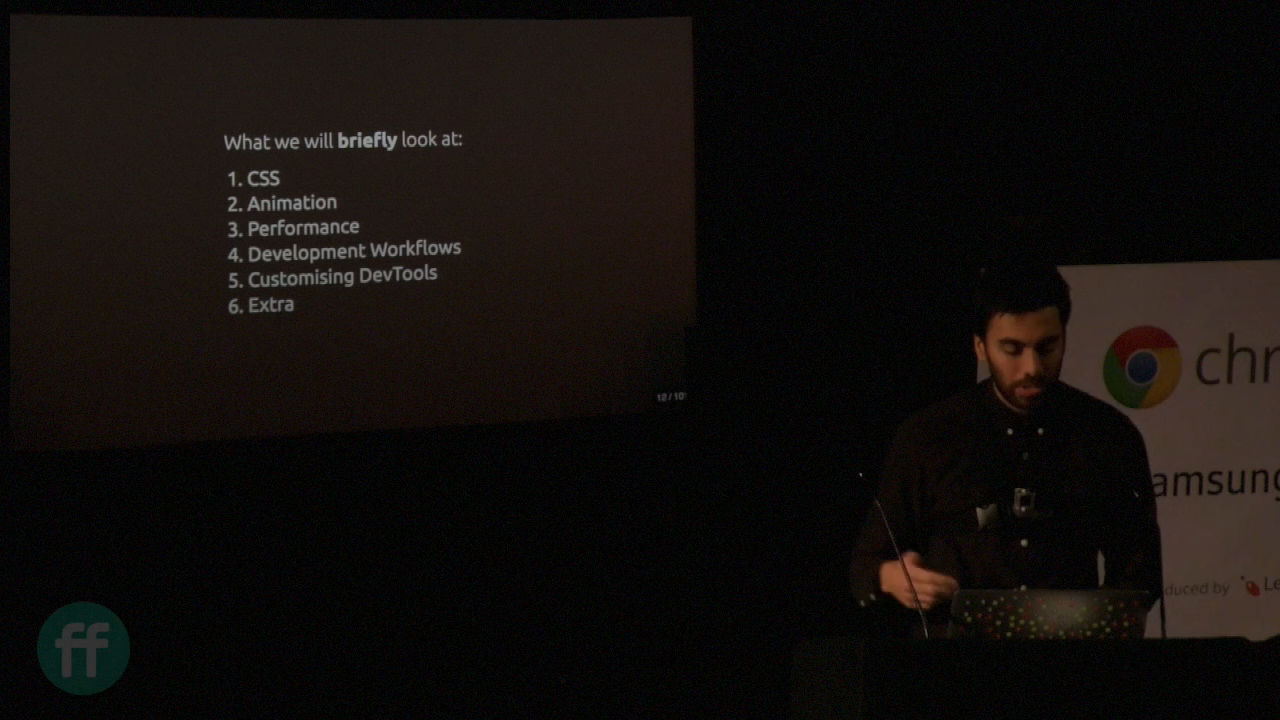 What we will briefly look at:
1. CSS
2. Animation
3. Performance
4. Development Workflows
5. Customising DevTools
6. Extra
chr
amsung
duced by
ff